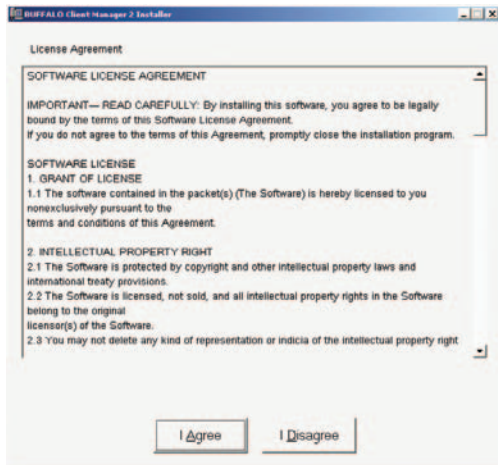 BUFFALO Client Manager 2 Installer
License Agreement
SOFTWARE LICENSE AGREEMENT
IMPORTANT— READ CAREFULLY: By installing this software, you agree to be legally
bound by the terms of this Software License Agreement.
If you do not agree to the terms of this Agreement, promptly close the installation program.
SOFTWARE LICENSE
1. GRANT OF LICENSE
1.1 The software contained in the packet(s) (The Software) is hereby licensed to you
nonexclusively pursuant to the
terms and conditions of this Agreement.
2. INTELLECTUAL PROPERTY RIGHT
2.1 The Software is protected by copyright and other intellectual property laws and
international treaty provisions.
2.2 The Software is licensed, not sold, and all intellectual property rights in the Software
belong to the original
licensor(s) of the Software.
2.3 You may not delete any kind of representation or indicia of the intellectual property right
I Agree
I Disagree